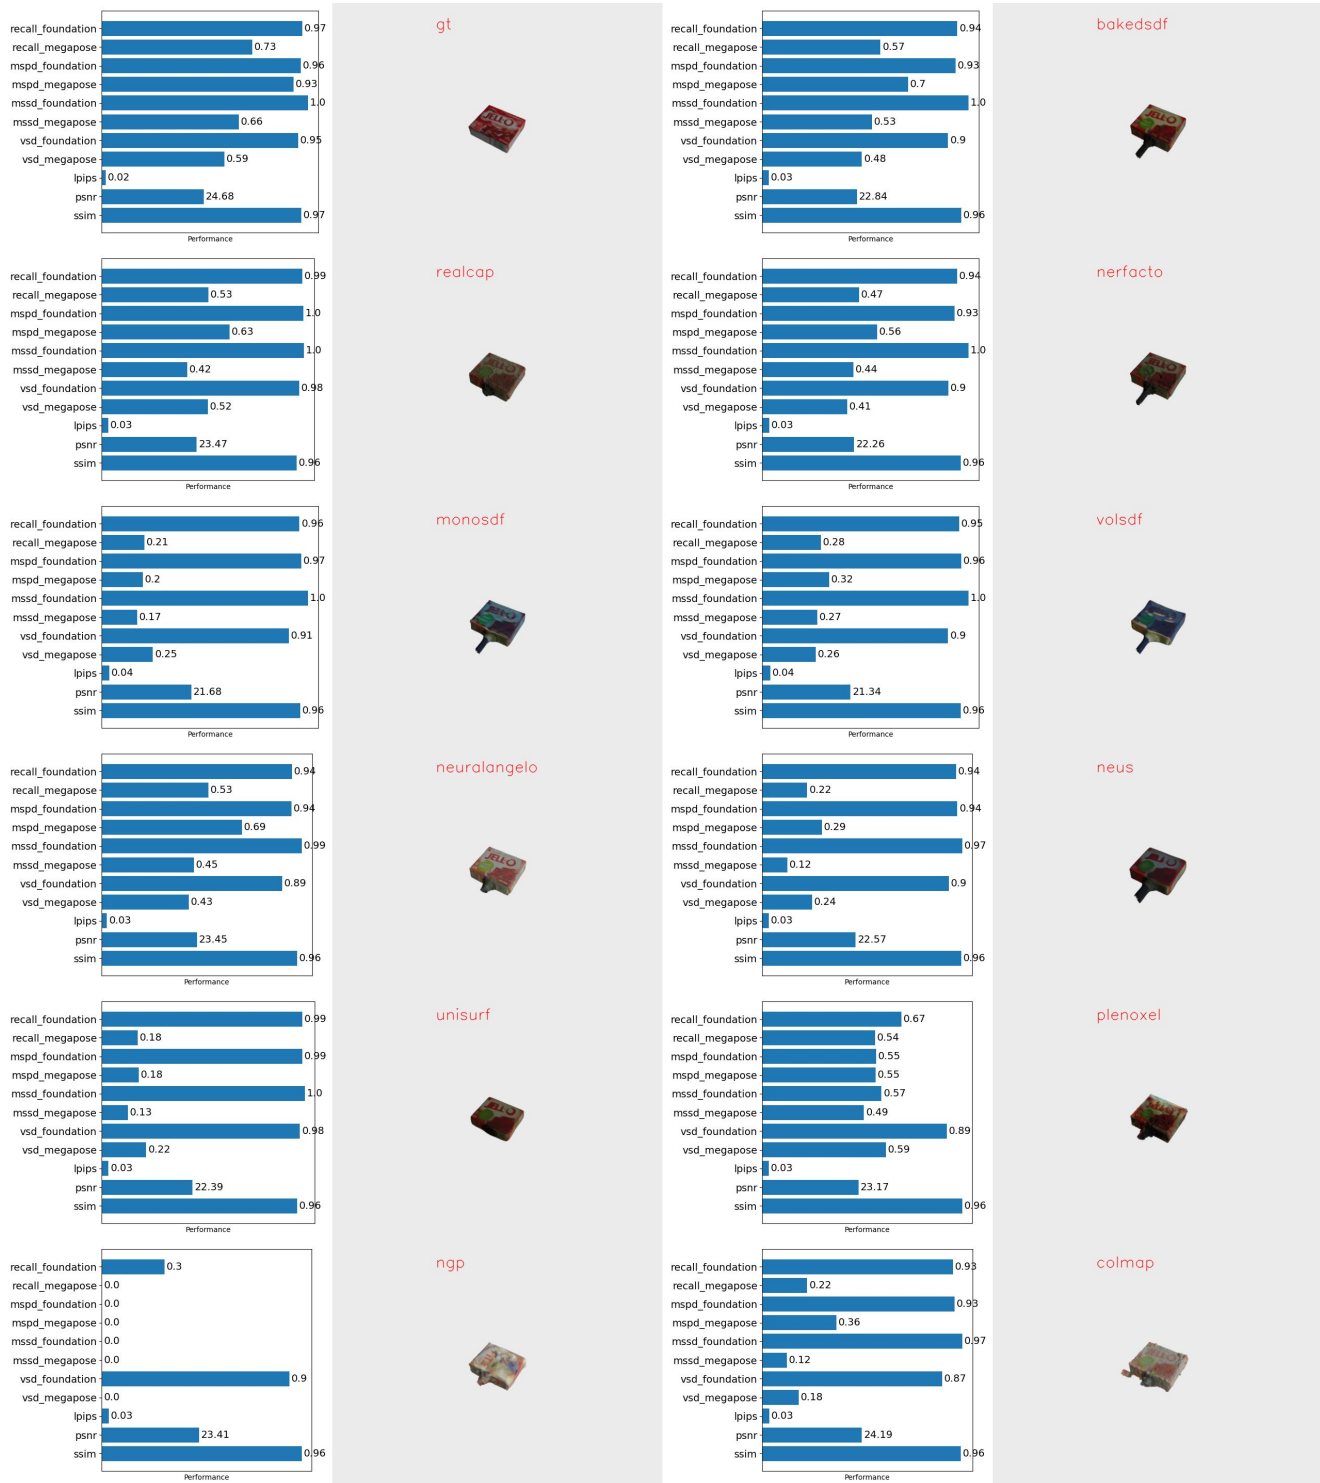 recall_foundation 0.97
recall_megapose 0.73
mspd_foundation 0.96
mspd_megapose 0.93
mssd_foundation 1.0
mssd_megapose 0.66
vsd_foundation 0.95
vsd_megapose 0.59
lpips 0.02
psnr 24.68
ssim 0.97
Performance
gt
JELL-O
recall_foundation 0.94
recall_megapose 0.57
mspd_foundation 0.93
mspd_megapose 0.7
mssd_foundation 1.0
mssd_megapose 0.53
vsd_foundation 0.9
vsd_megapose 0.48
lpips 0.03
psnr 22.84
ssim 0.96
Performance
bakedsdf
JELL-O
recall_foundation 0.99
recall_megapose 0.53
mspd_foundation 1.0
mspd_megapose 0.63
mssd_foundation 1.0
mssd_megapose 0.42
vsd_foundation 0.98
vsd_megapose 0.52
lpips 0.03
psnr 23.47
ssim 0.96
Performance
realcap
recall_foundation 0.94
recall_megapose 0.47
mspd_foundation 0.93
mspd_megapose 0.56
mssd_foundation 1.0
mssd_megapose 0.44
vsd_foundation 0.9
vsd_megapose 0.41
lpips 0.03
psnr 22.26
ssim 0.96
Performance
nerfacto
recall_foundation 0.96
recall_megapose 0.21
mspd_foundation 0.97
mspd_megapose 0.2
mssd_foundation 1.0
mssd_megapose 0.17
vsd_foundation 0.91
vsd_megapose 0.25
lpips 0.04
psnr 21.68
ssim 0.96
Performance
monosdf
recall_foundation 0.95
recall_megapose 0.28
mspd_foundation 0.96
mspd_megapose 0.32
mssd_foundation 1.0
mssd_megapose 0.27
vsd_foundation 0.9
vsd_megapose 0.26
lpips 0.04
psnr 21.34
ssim 0.96
Performance
volsdf
recall_foundation 0.94
recall_megapose 0.53
mspd_foundation 0.94
mspd_megapose 0.69
mssd_foundation 0.99
mssd_megapose 0.45
vsd_foundation 0.89
vsd_megapose 0.43
lpips 0.03
psnr 23.45
ssim 0.96
Performance
neuralangelo
JELL-O
recall_foundation 0.94
recall_megapose 0.22
mspd_foundation 0.94
mspd_megapose 0.29
mssd_foundation 0.97
mssd_megapose 0.12
vsd_foundation 0.9
vsd_megapose 0.24
lpips 0.03
psnr 22.57
ssim 0.96
Performance
neus
recall_foundation 0.99
recall_megapose 0.18
mspd_foundation 0.99
mspd_megapose 0.18
mssd_foundation 1.0
mssd_megapose 0.13
vsd_foundation 0.98
vsd_megapose 0.22
lpips 0.03
psnr 22.39
ssim 0.96
Performance
unisurf
recall_foundation 0.67
recall_megapose 0.54
mspd_foundation 0.55
mspd_megapose 0.55
mssd_foundation 0.57
mssd_megapose 0.49
vsd_foundation 0.89
vsd_megapose 0.59
lpips 0.03
psnr 23.17
ssim 0.96
Performance
plenoxel
recall_foundation 0.3
recall_megapose 0.0
mspd_foundation 0.0
mspd_megapose 0.0
mssd_foundation 0.0
mssd_megapose 0.0
vsd_foundation 0.9
vsd_megapose 0.0
lpips 0.03
psnr 23.41
ssim 0.96
Performance
ngp
recall_foundation 0.93
recall_megapose 0.22
mspd_foundation 0.93
mspd_megapose 0.36
mssd_foundation 0.97
mssd_megapose 0.12
vsd_foundation 0.87
vsd_megapose 0.18
lpips 0.03
psnr 24.19
ssim 0.96
Performance
colmap